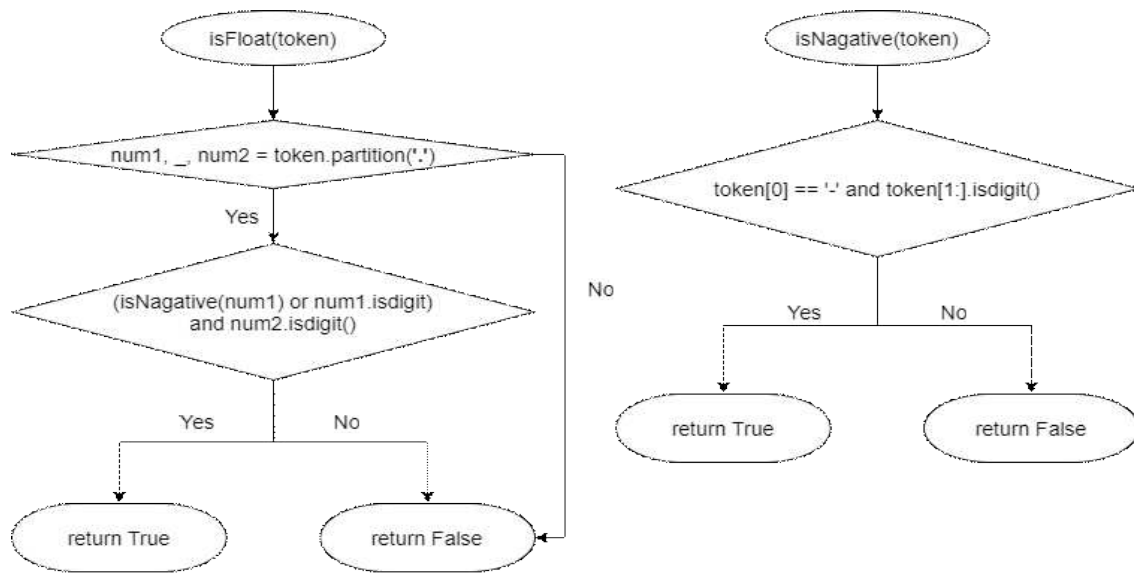 isFloat(token)
num1, _, num2 = token.partition('.')
Yes
(isNagative(num1) or num1.isdigit)
and num2.isdigit()
No
Yes
No
return True
return False
isNagative(token)
token[0] == '-' and token[1:].isdigit()
Yes
No
return True
return False